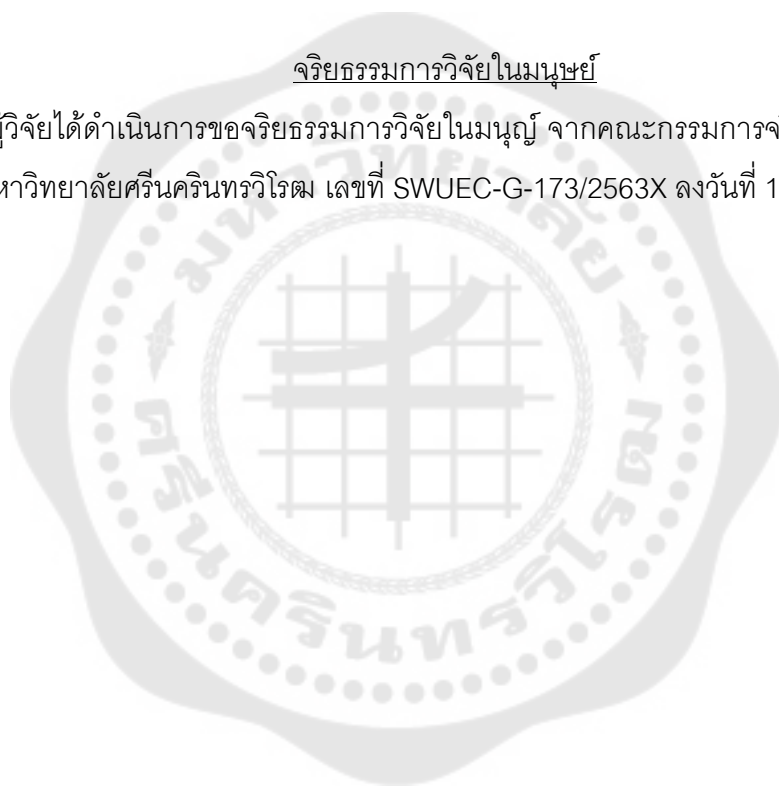 จริยธรรมการวิจัยในมนุษย์
ผู้วิจัยได้ดำเนินการขอจริยธรรมการวิจัยในมนุญ์ จากคณะกรรมการจ
หาวิทยาลัยศรีนครินทรวิโรฒ เลขที่ SWUEC-G-173/2563X ลงวันที่ 1
มหาวิทยาลัย
ศรีนครินทรวิโรฒ